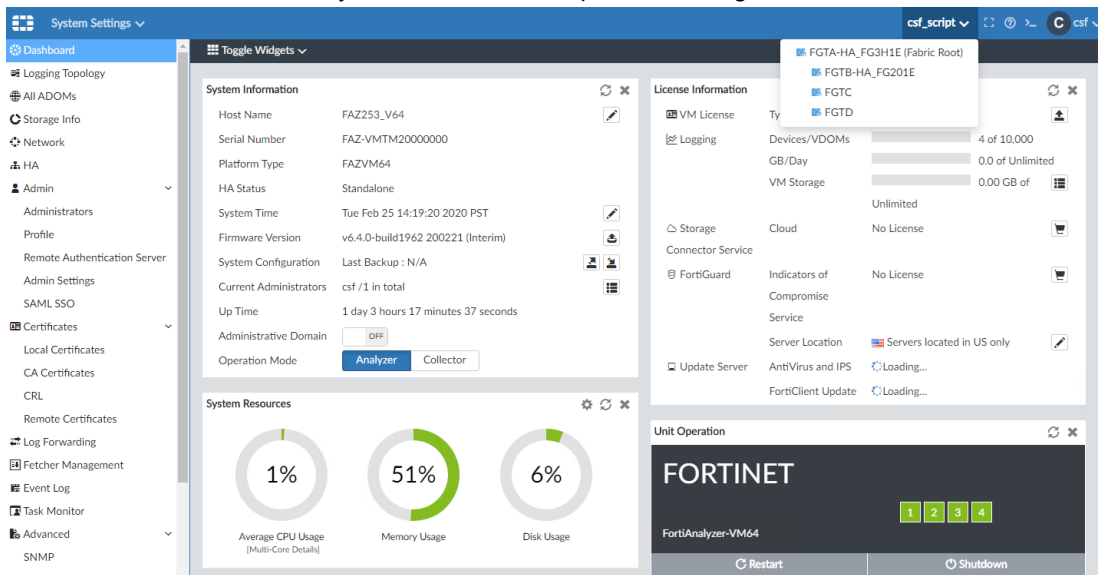 System Settings
csf_script
C csf
Dashboard
Logging Topology
All ADOMs
Storage Info
Network
HA
Admin
Administrators
Profile
Remote Authentication Server
Admin Settings
SAML SSO
Certificates
Local Certificates
CA Certificates
CRL
Remote Certificates
Log Forwarding
Fetcher Management
Event Log
Task Monitor
Advanced
SNMP
Toggle Widgets
FGTA-HA_FG3H1E (Fabric Root)
FGTB-HA_FG201E
FGTC
FGTD
System Information
Host Name FAZ253_V64
Serial Number FAZ-VMTM20000000
Platform Type FAZVM64
HA Status Standalone
System Time Tue Feb 25 14:19:20 2020 PST
Firmware Version v6.4.0-build1962 200221 (Interim)
System Configuration Last Backup : N/A
Current Administrators csf /1 in total
Up Time 1 day 3 hours 17 minutes 37 seconds
Administrative Domain OFF
Operation Mode Analyzer Collector
System Resources
1%
51%
6%
Average CPU Usage
[Multi-Core Details]
Memory Usage
Disk Usage
License Information
VM License Ty
Logging Devices/VDOMs 4 of 10,000
GB/Day 0.0 of Unlimited
VM Storage 0.00 GB of
Unlimited
Storage Cloud No License
Connector Service
FortiGuard Indicators of No License
Compromise
Service
Server Location Servers located in US only
Update Server AntiVirus and IPS Loading...
FortiClient Update Loading...
Unit Operation
FORTINET
1 2 3 4
FortiAnalyzer-VM64
Restart
Shutdown